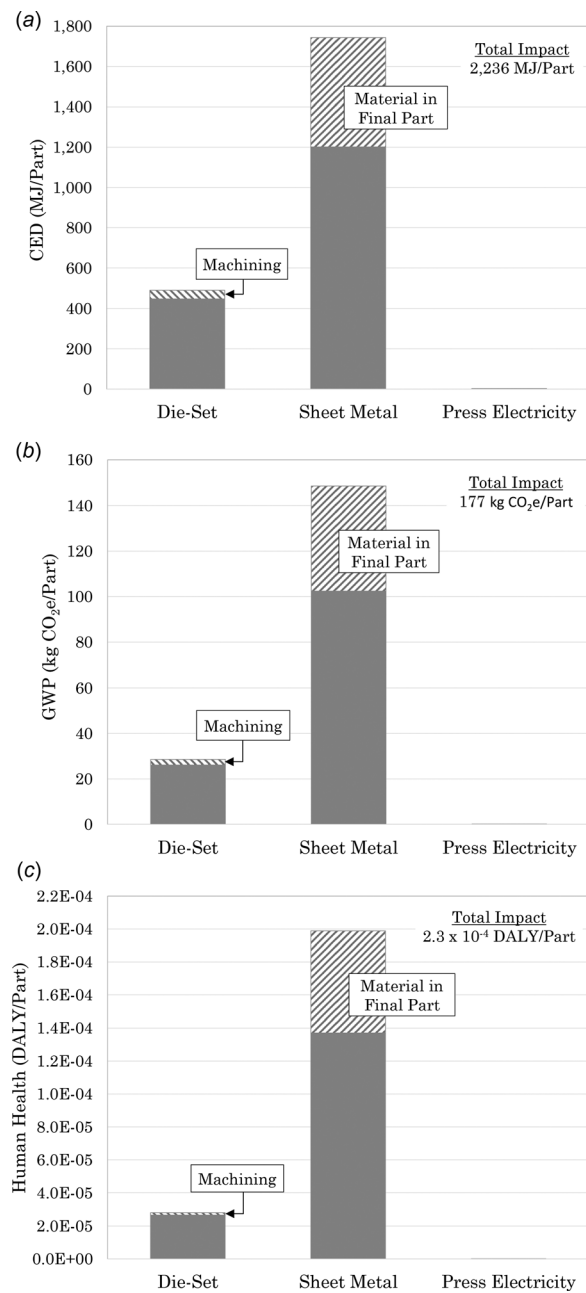 (a)
1,800
1,600
1,400
1,200
1,000
800
600
400
200
0
CED (MJ/Part)
Total Impact
2,236 MJ/Part
Material in
Final Part
Machining
Die-Set Sheet Metal Press Electricity
(b)
160
140
120
100
80
60
40
20
0
GWP (kg CO₂e/Part)
Total Impact
177 kg CO₂e/Part
Material in
Final Part
Machining
Die-Set Sheet Metal Press Electricity
(c)
2.2E-04
2.0E-04
1.8E-04
1.6E-04
1.4E-04
1.2E-04
1.0E-04
8.0E-05
6.0E-05
4.0E-05
2.0E-05
0.0E+00
Human Health (DALY/Part)
Total Impact
2.3 x 10⁻⁴ DALY/Part
Material in
Final Part
Machining
Die-Set Sheet Metal Press Electricity